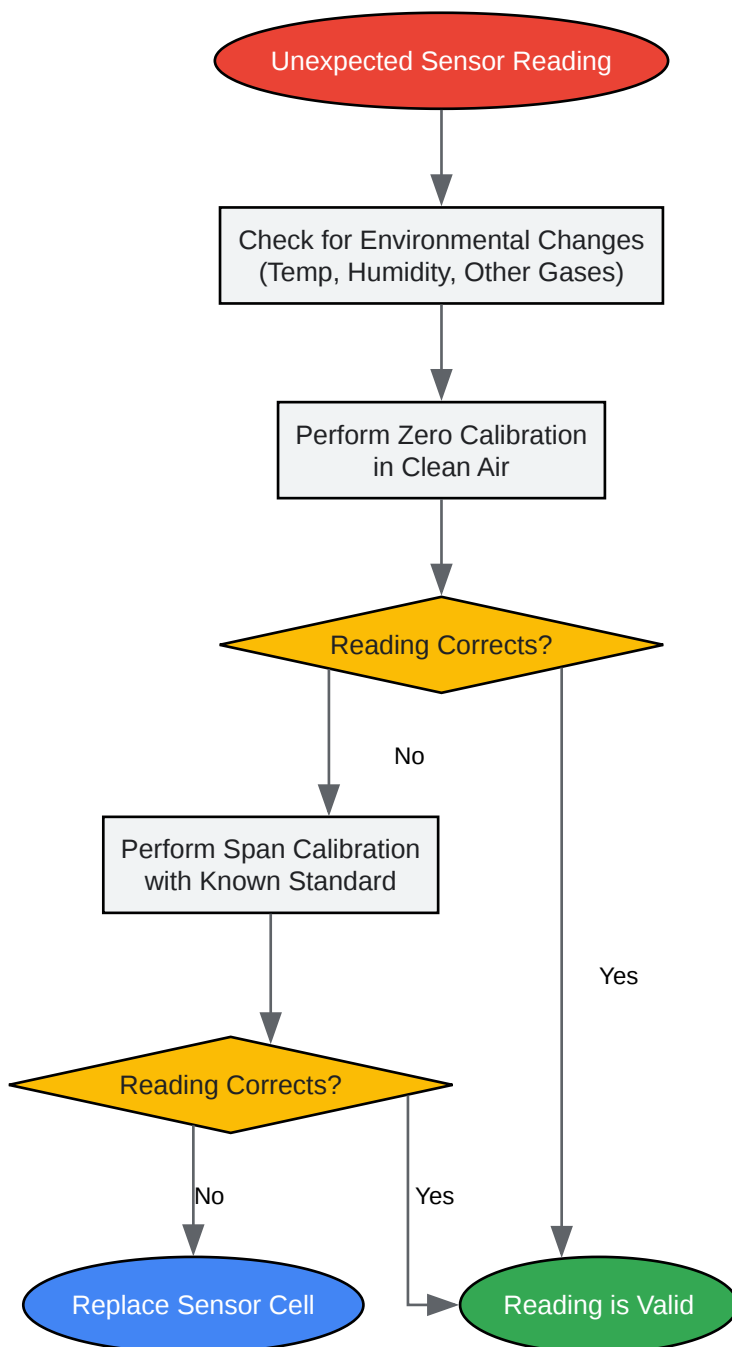 Unexpected Sensor Reading
Check for Environmental Changes
(Temp, Humidity, Other Gases)
Perform Zero Calibration
in Clean Air
Reading Corrects?
No
Perform Span Calibration
with Known Standard
Yes
Reading Corrects?
No
Yes
Replace Sensor Cell
Reading is Valid